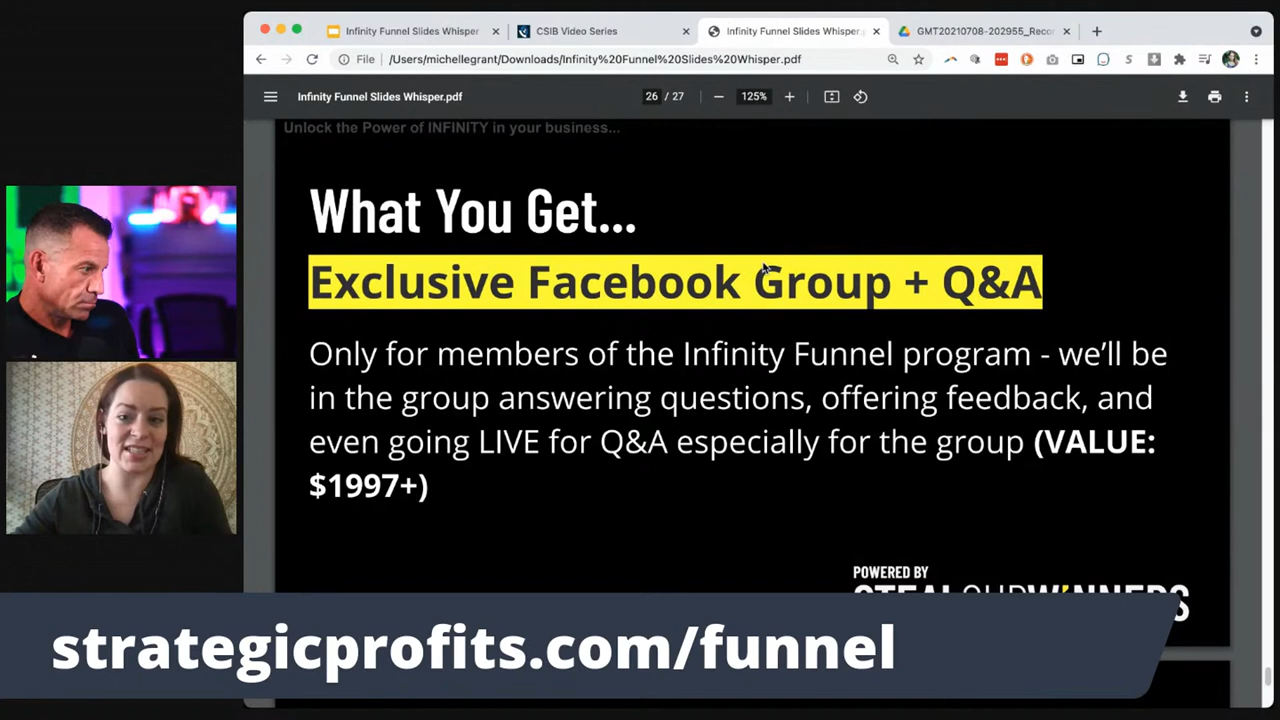 Infinity Funnel Slides Whisper
CSIB Video Series
Infinity Funnel Slides Whisper.p
GMT20210708-202955_Recor
File /Users/michellegrant/Downloads/Infinity%20Funnel%20Slides%20Whisper.pdf
Infinity Funnel Slides Whisper.pdf
26 / 27
125%
Unlock the Power of INFINITY in your business...
What You Get...
Exclusive Facebook Group + Q&A
Only for members of the Infinity Funnel program - we’ll be
in the group answering questions, offering feedback, and
even going LIVE for Q&A especially for the group (VALUE:
$1997+)
POWERED BY
STEALOURWINNERS
strategicprofits.com/funnel